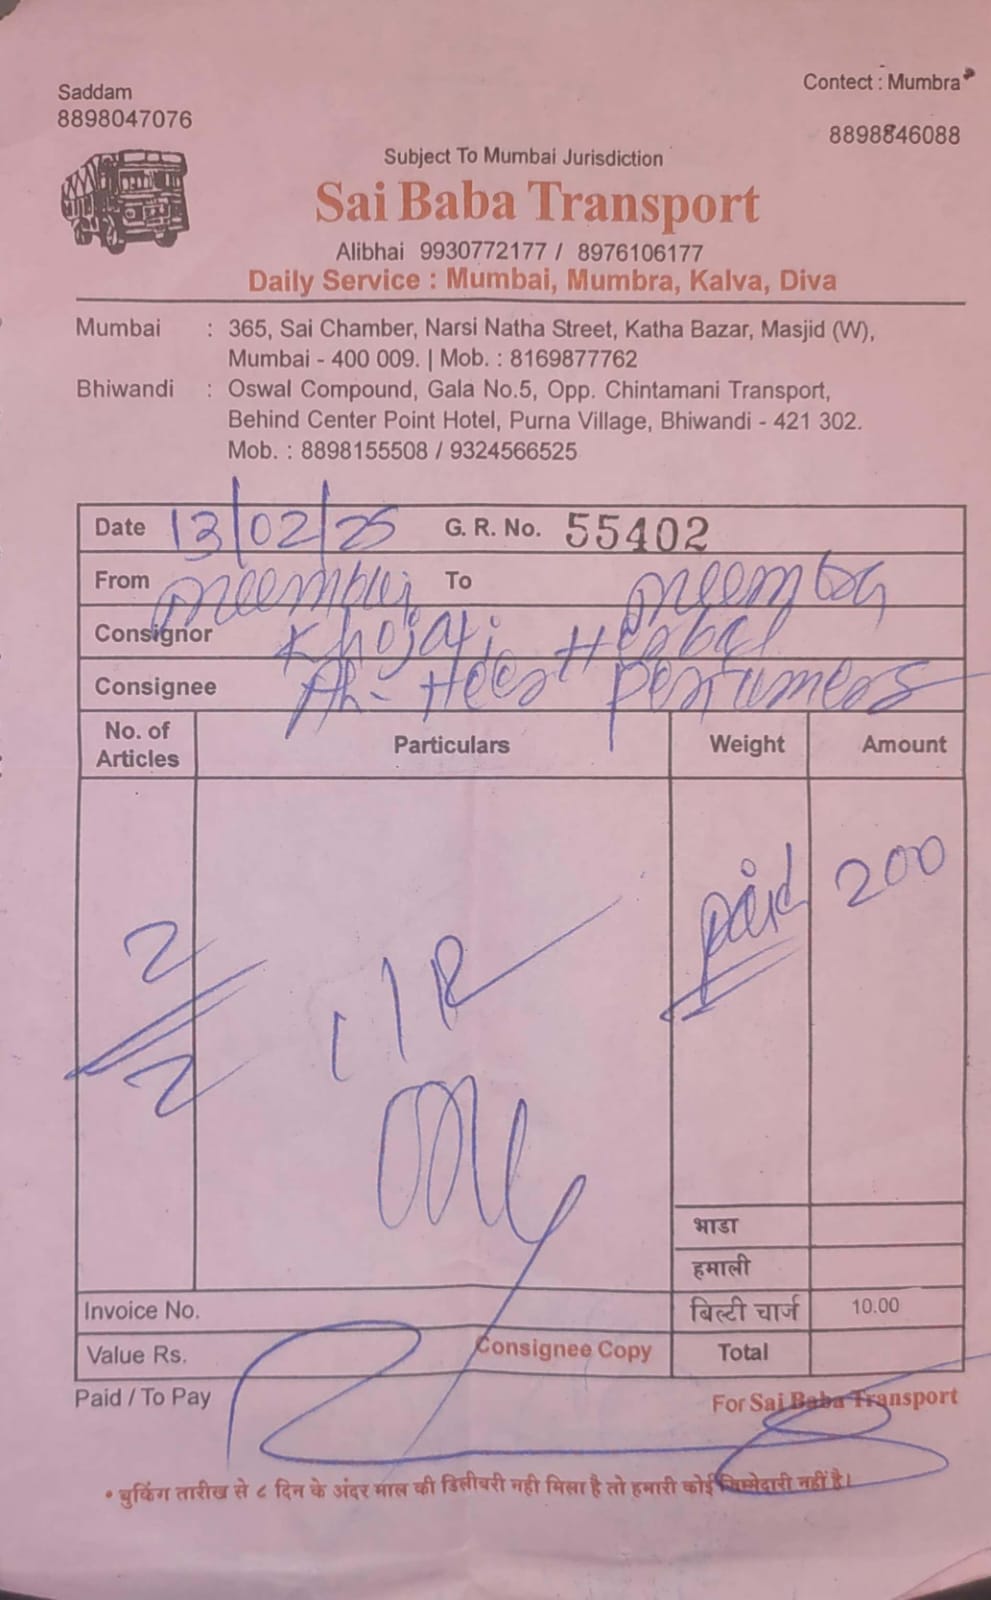 Saddam
8898047076
Contect : Mumbra
8898846088
Subject To Mumbai Jurisdiction
Sai Baba Transport
Alibhai 9930772177 / 8976106177
Daily Service : Mumbai, Mumbra, Kalva, Diva
Mumbai : 365, Sai Chamber, Narsi Natha Street, Katha Bazar, Masjid (W),
Mumbai - 400 009. | Mob. : 8169877762
Bhiwandi : Oswal Compound, Gala No.5, Opp. Chintamani Transport,
Behind Center Point Hotel, Purna Village, Bhiwandi - 421 302.
Mob. : 8898155508 / 9324566525
Date 13/02/25 G. R. No. 55402
From To
Consignor Khojati Herbal
Consignee Perfumers
No. of Articles Particulars Weight Amount
paid 200
2
2
भाडा
हमाली
Invoice No. बिल्टी चार्ज 10.00
Value Rs. Consignee Copy Total
Paid / To Pay For Sai Baba Transport
• बुकिंग तारीख से ८ दिन के अंदर माल की डिलीवरी नही मिला है तो हमारी कोई जिम्मेदारी नहीं है।